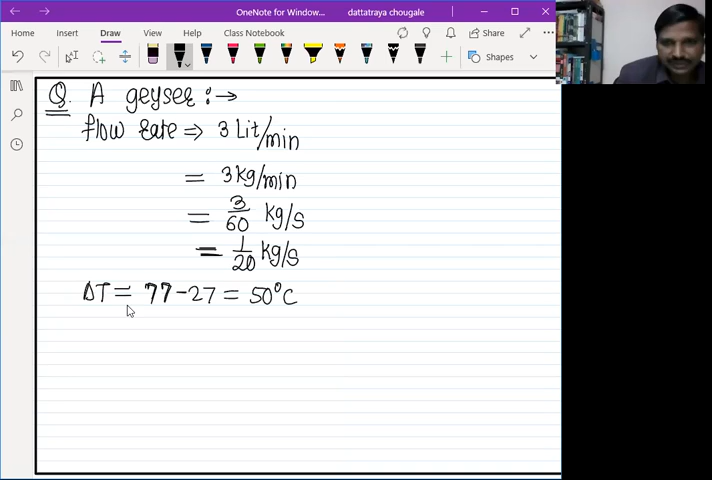 OneNote for Window... dattatraya chougale
Home Insert Draw View Help Class Notebook Share
Shapes
Q. A geyser :→
flow rate ⇒ 3 Lit/min
= 3 kg/min
= 3/60 kg/s
= 1/20 kg/s
ΔT = 77 - 27 = 50°C